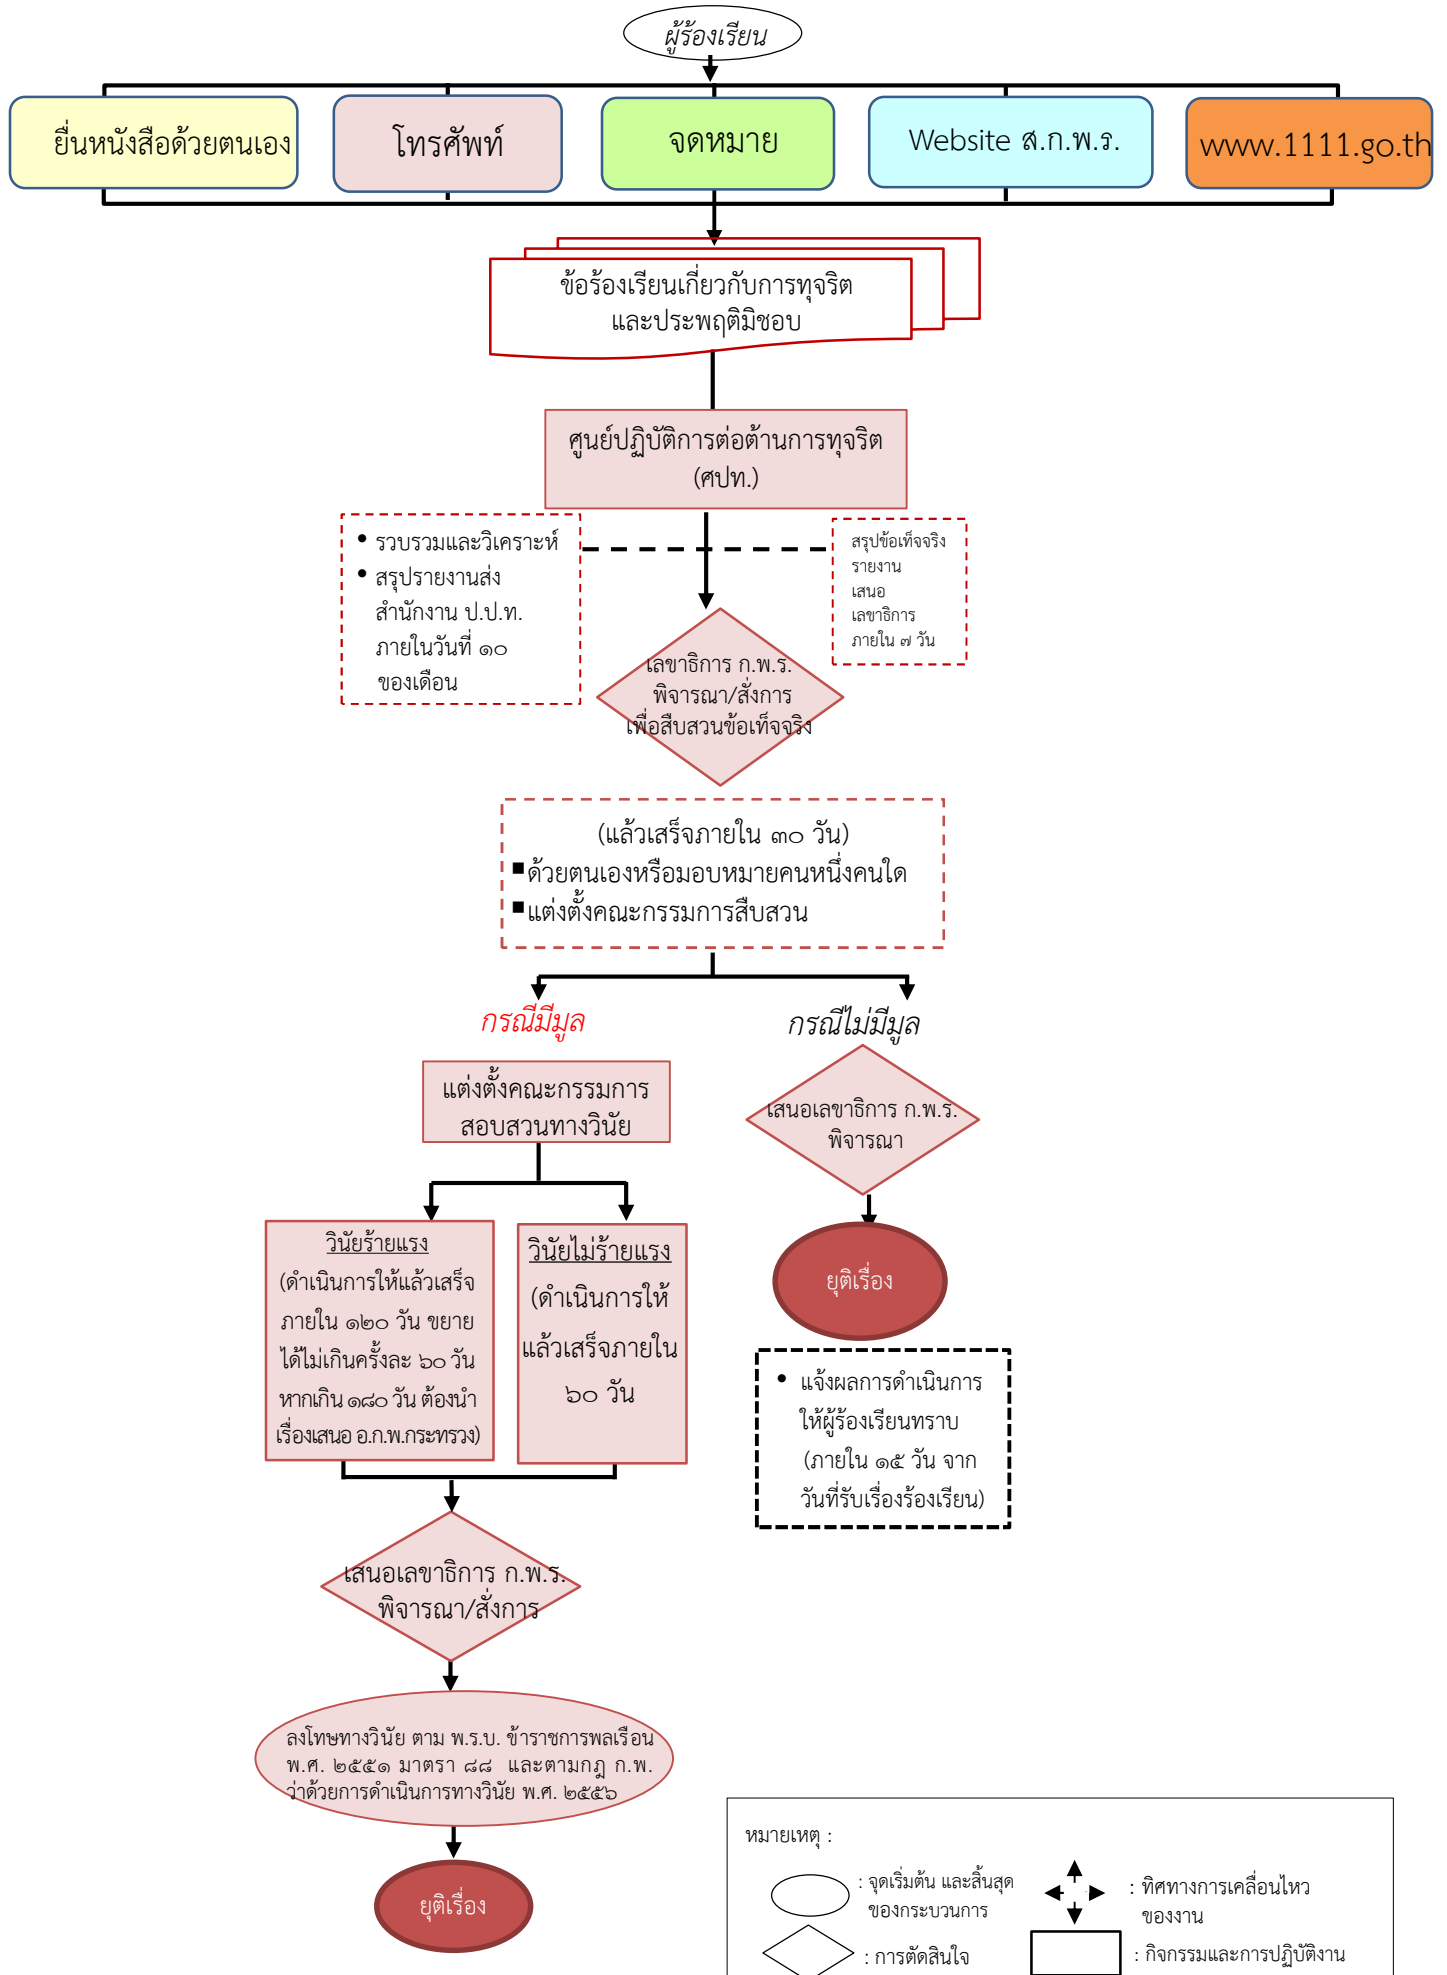 ผู้ร้องเรียน
ยื่นหนังสือด้วยตนเอง
โทรศัพท์
จดหมาย
Website ส.ก.พ.ร.
www.1111.go.th
ข้อร้องเรียนเกี่ยวกับการทุจริต
และประพฤติมิชอบ
ศูนย์ปฏิบัติการต่อต้านการทุจริต
(ศปท.)
• รวบรวมและวิเคราะห์
• สรุปรายงานส่ง
สำนักงาน ป.ป.ท.
ภายในวันที่ ๑๐
ของเดือน
สรุปข้อเท็จจริง
รายงาน
เสนอ
เลขาธิการ
ภายใน ๗ วัน
เลขาธิการ ก.พ.ร.
พิจารณา/สั่งการ
เพื่อสืบสวนข้อเท็จจริง
(แล้วเสร็จภายใน ๓๐ วัน)
▪ ด้วยตนเองหรือมอบหมายคนหนึ่งคนใด
▪ แต่งตั้งคณะกรรมการสืบสวน
กรณีมีมูล
กรณีไม่มีมูล
แต่งตั้งคณะกรรมการ
สอบสวนทางวินัย
เสนอเลขาธิการ ก.พ.ร.
พิจารณา
วินัยร้ายแรง
(ดำเนินการให้แล้วเสร็จ
ภายใน ๑๒๐ วัน ขยาย
ได้ไม่เกินครั้งละ ๖๐ วัน
หากเกิน ๑๘๐ วัน ต้องนำ
เรื่องเสนอ อ.ก.พ.กระทรวง)
วินัยไม่ร้ายแรง
(ดำเนินการให้
แล้วเสร็จภายใน
๖๐ วัน
ยุติเรื่อง
• แจ้งผลการดำเนินการ
ให้ผู้ร้องเรียนทราบ
(ภายใน ๑๕ วัน จาก
วันที่รับเรื่องร้องเรียน)
เสนอเลขาธิการ ก.พ.ร.
พิจารณา/สั่งการ
ลงโทษทางวินัย ตาม พ.ร.บ. ข้าราชการพลเรือน
พ.ศ. ๒๕๕๑ มาตรา ๘๘ และตามกฎ ก.พ.
ว่าด้วยการดำเนินการทางวินัย พ.ศ. ๒๕๕๖
ยุติเรื่อง
หมายเหตุ :
: จุดเริ่มต้น และสิ้นสุด
ของกระบวนการ
: ทิศทางการเคลื่อนไหว
ของงาน
: การตัดสินใจ
: กิจกรรมและการปฏิบัติงาน